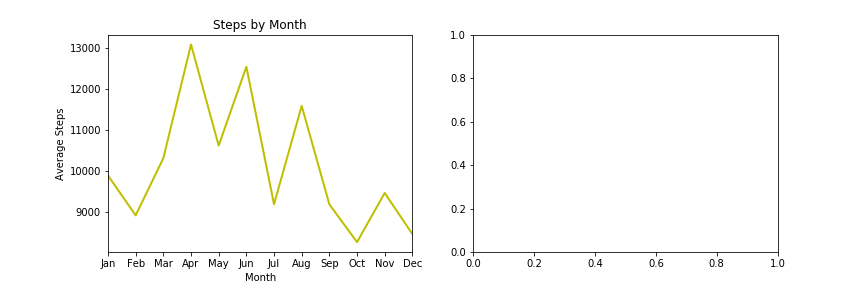 Steps by Month
13000
12000
11000
10000
9000
Average Steps
Jan Feb Mar Apr May Jun Jul Aug Sep Oct Nov Dec
Month
1.0
0.8
0.6
0.4
0.2
0.0
0.0 0.2 0.4 0.6 0.8 1.0